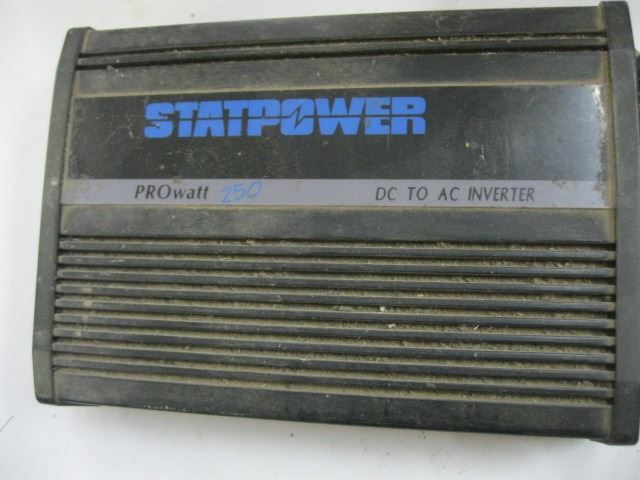 STATPOWER
PROwatt 250 DC TO AC INVERTER